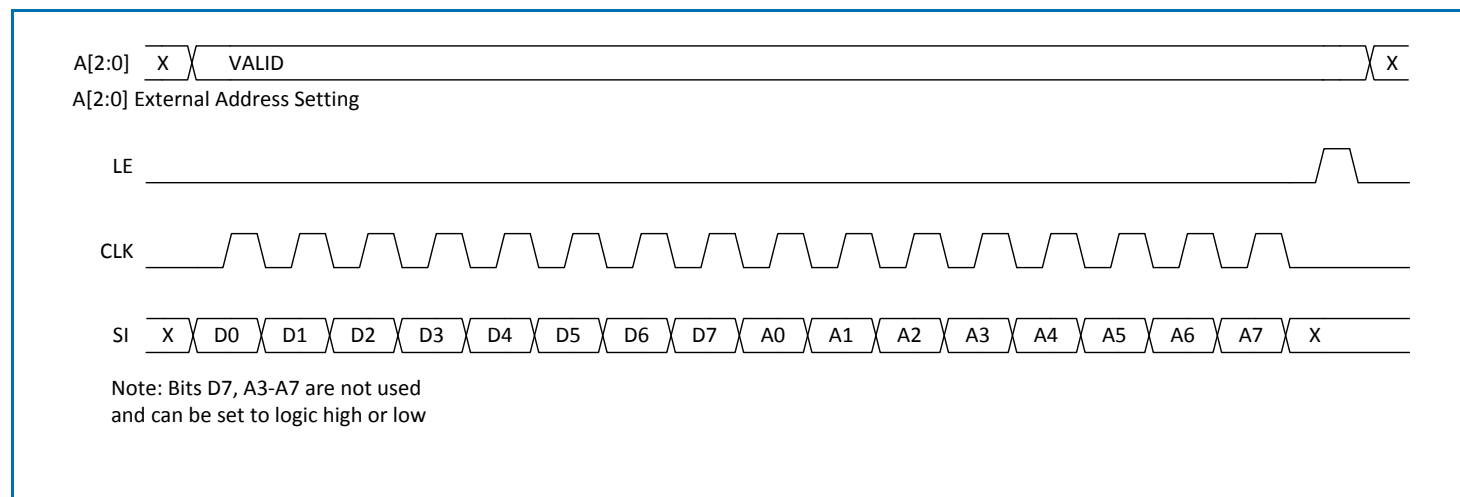 A[2:0] X VALID X
A[2:0] External Address Setting
LE
CLK
SI X D0 D1 D2 D3 D4 D5 D6 D7 A0 A1 A2 A3 A4 A5 A6 A7 X
Note: Bits D7, A3-A7 are not used
and can be set to logic high or low